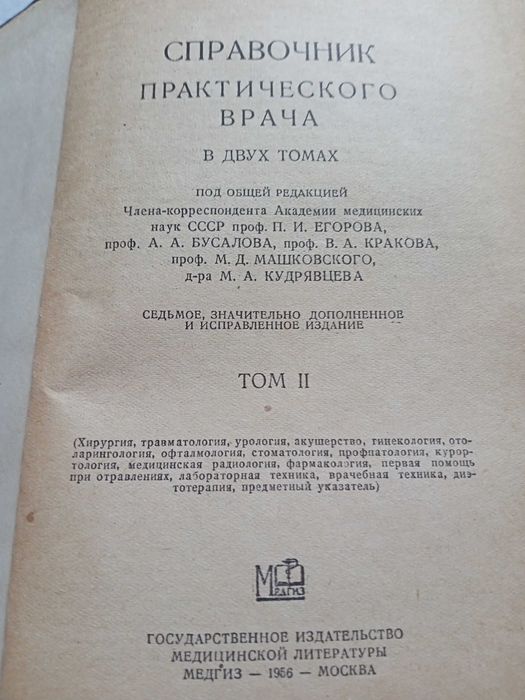 СПРАВОЧНИК
ПРАКТИЧЕСКОГО
ВРАЧА
В ДВУХ ТОМАХ
ПОД ОБЩЕЙ РЕДАКЦИЕЙ
Члена-корреспондента Академии медицинских
наук СССР проф. П. И. ЕГОРОВА,
проф. А. А. БУСАЛОВА, проф. В. А. КРАКОВА,
проф. М. Д. МАШКОВСКОГО,
д-ра М. А. КУДРЯВЦЕВА
СЕДЬМОЕ, ЗНАЧИТЕЛЬНО ДОПОЛНЕННОЕ
И ИСПРАВЛЕННОЕ ИЗДАНИЕ
ТОМ II
(Хирургия, травматология, урология, акушерство, гинекология, ото-
ларингология, офтальмология, стоматология, профпатология, курор-
тология, медицинская радиология, фармакология, первая помощь
при отравлениях, лабораторная техника, врачебная техника, дие-
тотерапия, предметный указатель)
МЕДГИЗ
ГОСУДАРСТВЕННОЕ ИЗДАТЕЛЬСТВО
МЕДИЦИНСКОЙ ЛИТЕРАТУРЫ
МЕДГИЗ — 1956 — МОСКВА